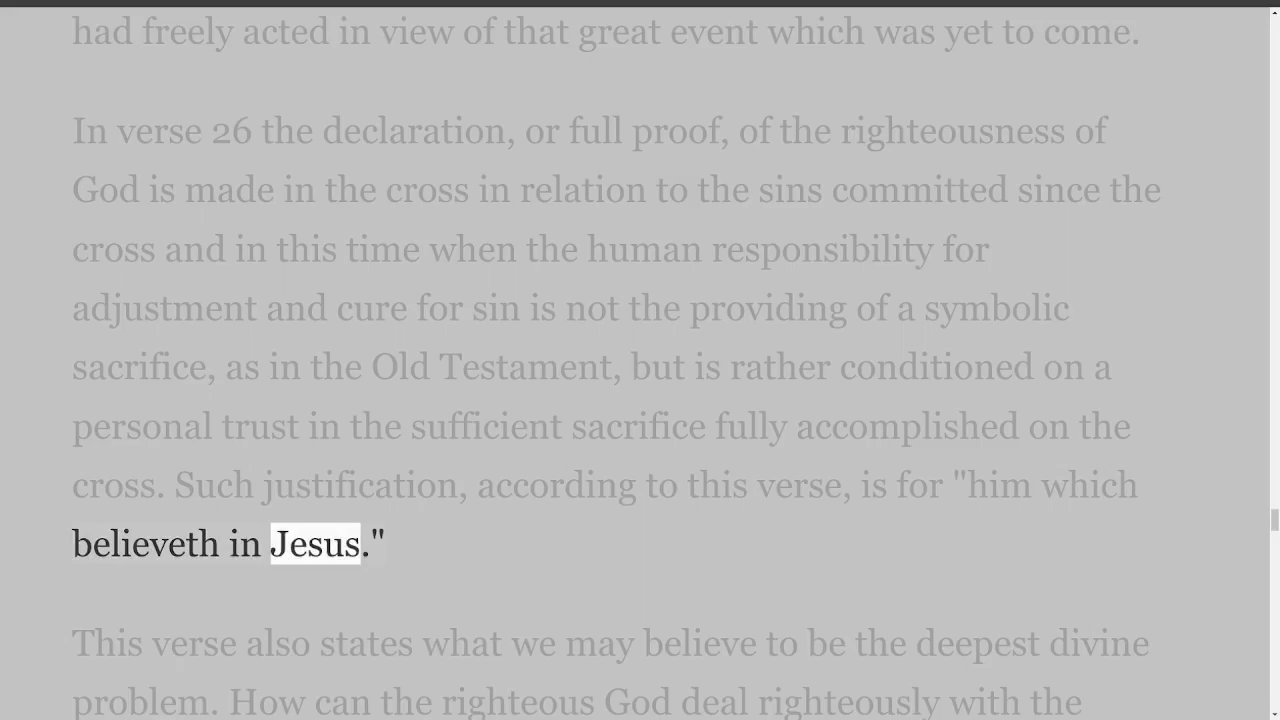 had freely acted in view of that great event which was yet to come.
In verse 26 the declaration, or full proof, of the righteousness of
God is made in the cross in relation to the sins committed since the
cross and in this time when the human responsibility for
adjustment and cure for sin is not the providing of a symbolic
sacrifice, as in the Old Testament, but is rather conditioned on a
personal trust in the sufficient sacrifice fully accomplished on the
cross. Such justification, according to this verse, is for "him which
believeth in Jesus."
This verse also states what we may believe to be the deepest divine
problem. How can the righteous God deal righteously with the